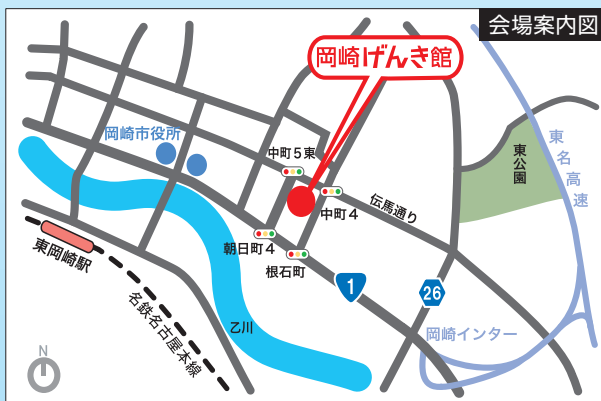 会場案内図
岡崎げんき館
岡崎市役所
中町5東
東名高速
東公園
伝馬通り
中町4
朝日町4
根石町
東岡崎駅
1
26
名鉄名古屋本線
乙川
岡崎インター
N